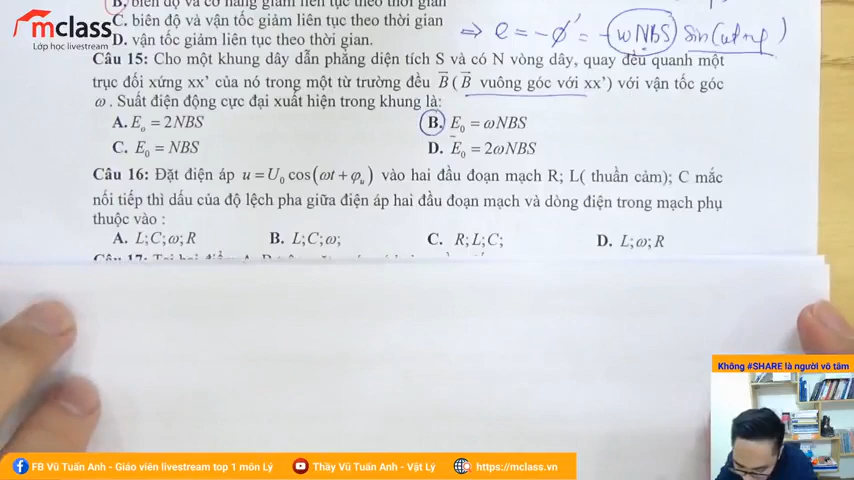 B. biên độ và cơ năng giảm liên tục theo thời gian
C. biên độ và vận tốc giảm liên tục theo thời gian
D. vận tốc giảm liên tục theo thời gian.
⇒ e = -ϕ' = -ωNBS sin(ωt+φ)
mclass
Lớp học livestream
Câu 15: Cho một khung dây dẫn phẳng diện tích S và có N vòng dây, quay đều quanh một
trục đối xứng xx' của nó trong một từ trường đều B⃗ ( B⃗ vuông góc với xx') với vận tốc góc
ω. Suất điện động cực đại xuất hiện trong khung là:
A. Eₒ = 2NBS B. E₀ = ωNBS
C. E₀ = NBS D. E₀ = 2ωNBS
Câu 16: Đặt điện áp u = U₀ cos(ωt + φᵤ) vào hai đầu đoạn mạch R; L( thuần cảm); C mắc
nối tiếp thì dấu của độ lệch pha giữa điện áp hai đầu đoạn mạch và dòng điện trong mạch phụ
thuộc vào :
A. L;C;ω;R B. L;C;ω; C. R;L;C; D. L;ω;R
Câu 17: Tại hai điểm
Không #SHARE là người vô tâm
FB Vũ Tuấn Anh - Giáo viên livestream top 1 môn Lý Thầy Vũ Tuấn Anh - Vật Lý https://mclass.vn